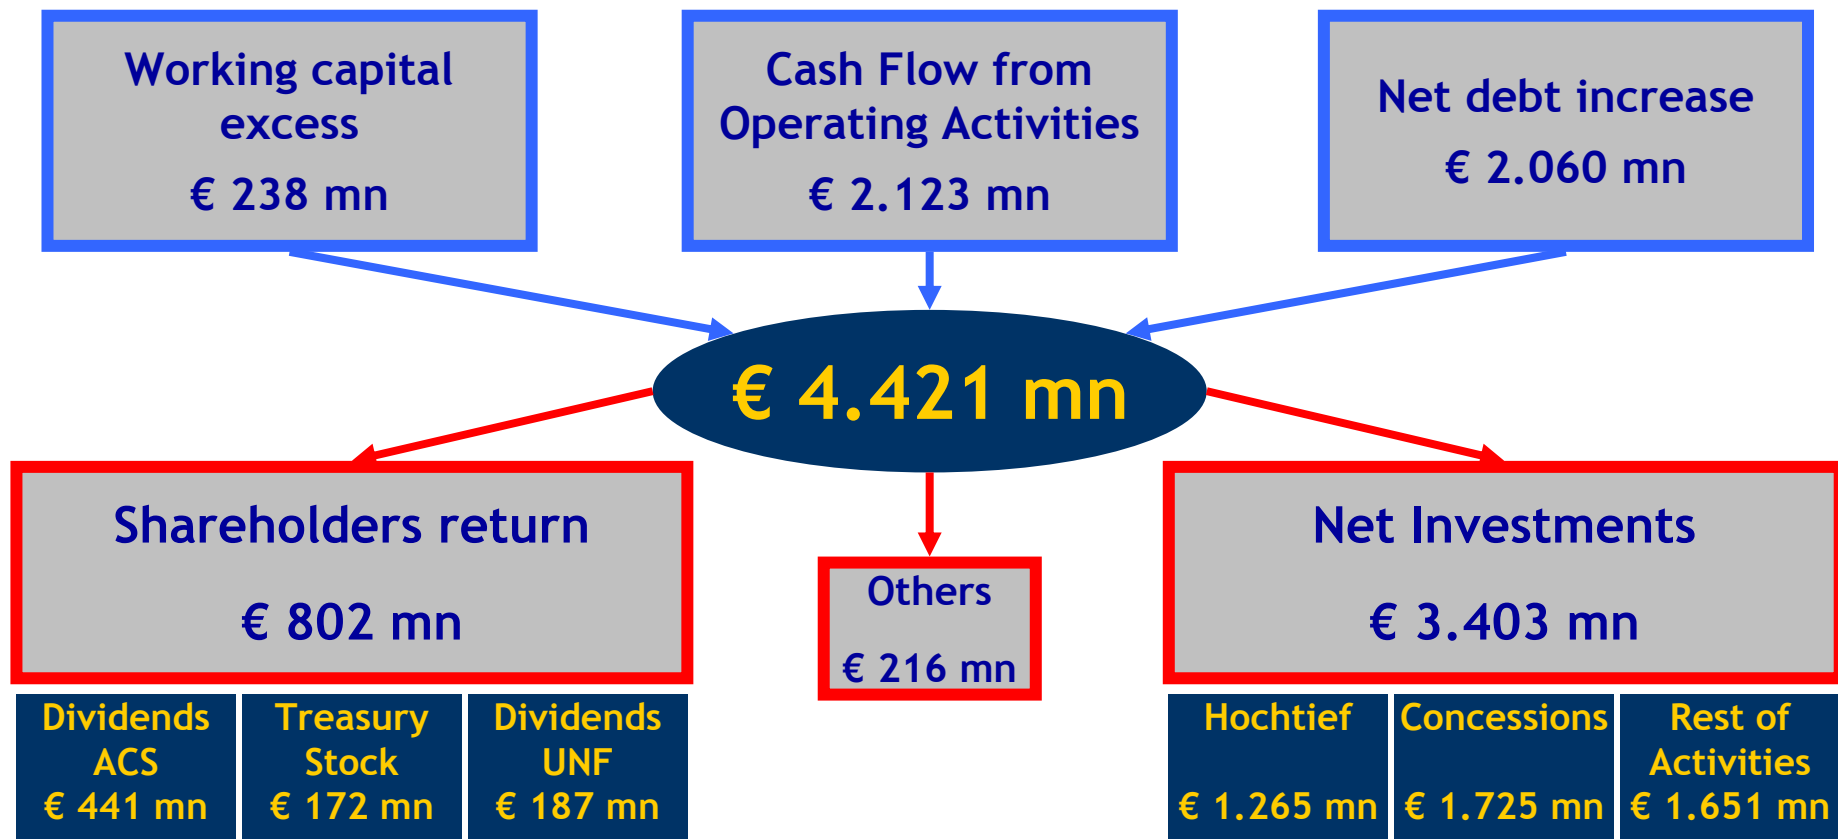 Working capital
excess
€ 238 mn
Cash Flow from
Operating Activities
€ 2.123 mn
Net debt increase
€ 2.060 mn
€ 4.421 mn
Shareholders return
€ 802 mn
Others
€ 216 mn
Net Investments
€ 3.403 mn
Dividends
ACS
€ 441 mn
Treasury
Stock
€ 172 mn
Dividends
UNF
€ 187 mn
Hochtief
€ 1.265 mn
Concessions
€ 1.725 mn
Rest of
Activities
€ 1.651 mn